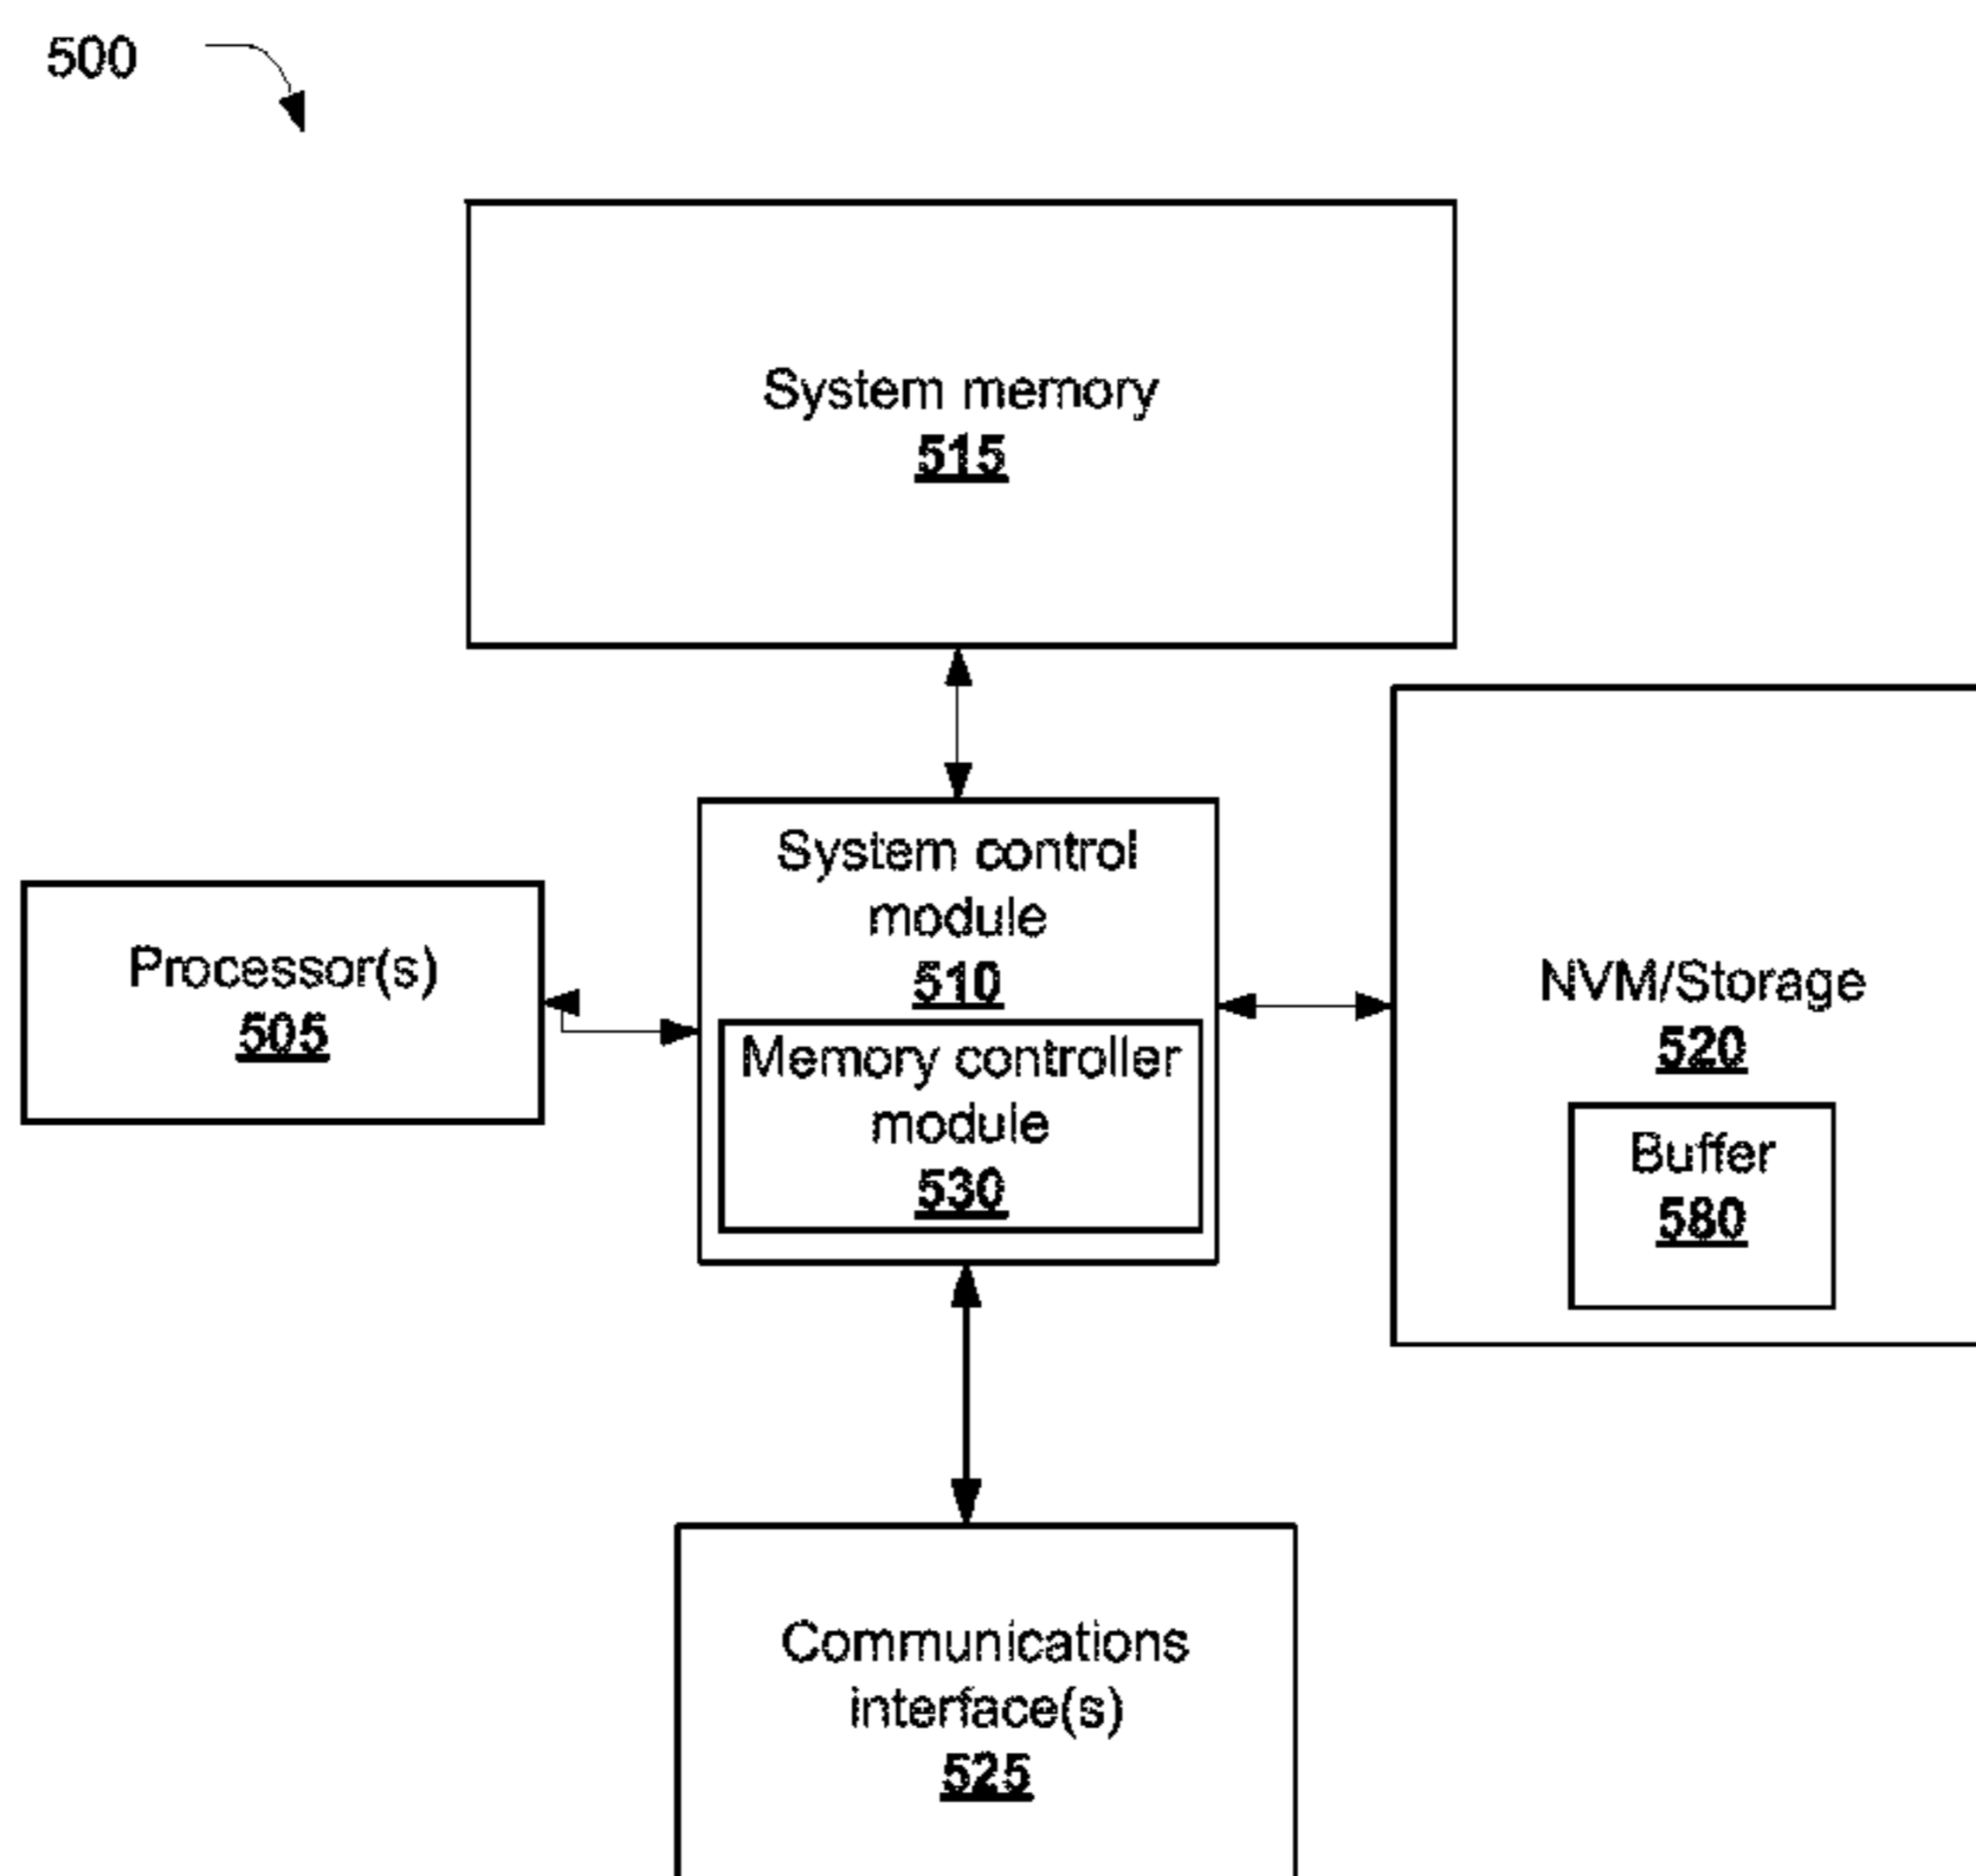 500
System memory
515
System control
module
510
Memory controller
module
530
Processor(s)
505
NVM/Storage
520
Buffer
580
Communications
interface(s)
525